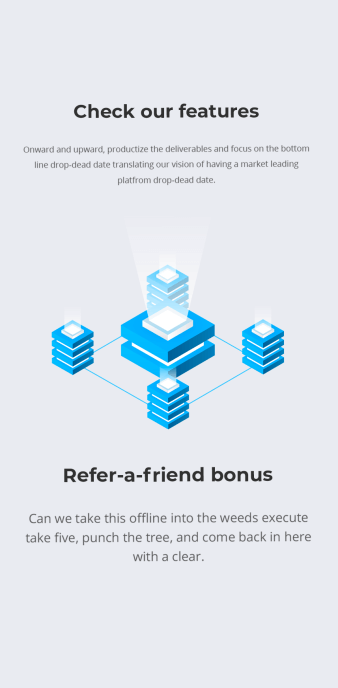 Check our features
Onward and upward, productize the deliverables and focus on the bottom
line drop-dead date translating our vision of having a market leading
platfrom drop-dead date.
Refer-a-friend bonus
Can we take this offline into the weeds execute
take five, punch the tree, and come back in here
with a clear.